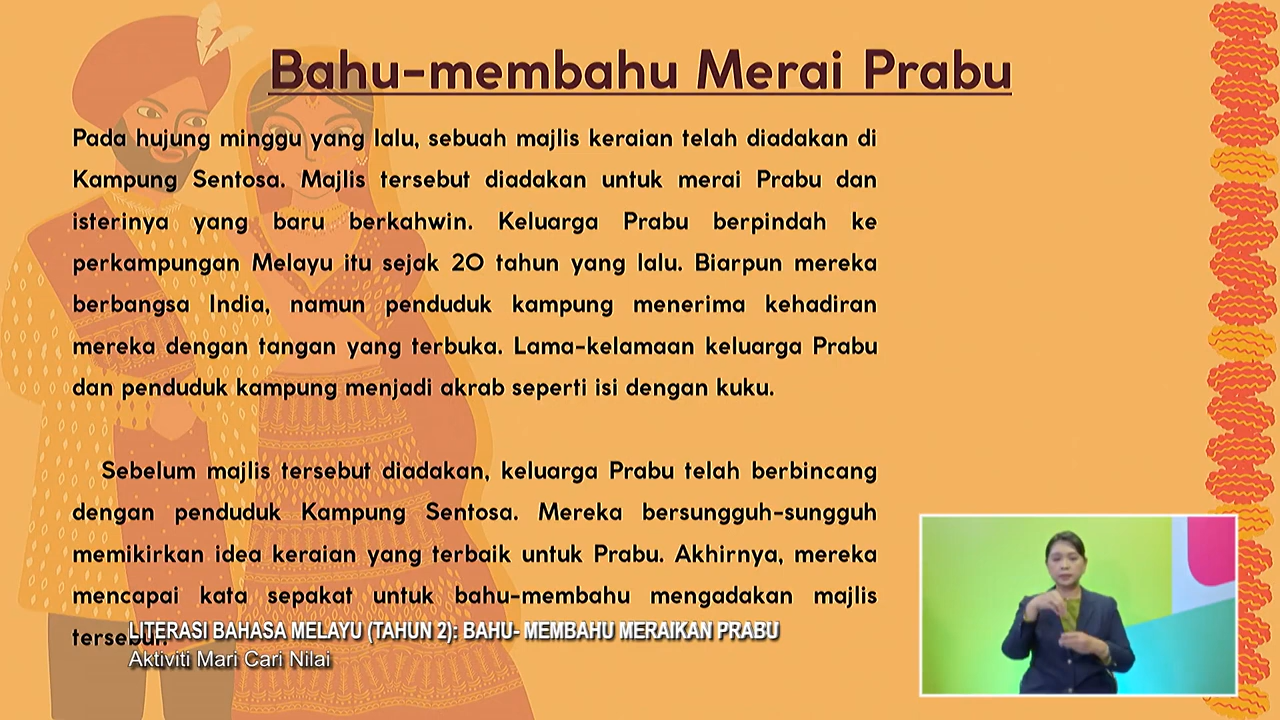 Bahu-membahu Merai Prabu
Pada hujung minggu yang lalu, sebuah majlis keraian telah diadakan di
Kampung Sentosa. Majlis tersebut diadakan untuk merai Prabu dan
isterinya yang baru berkahwin. Keluarga Prabu berpindah ke
perkampungan Melayu itu sejak 20 tahun yang lalu. Biarpun mereka
berbangsa India, namun penduduk kampung menerima kehadiran
mereka dengan tangan yang terbuka. Lama-kelamaan keluarga Prabu
dan penduduk kampung menjadi akrab seperti isi dengan kuku.
Sebelum majlis tersebut diadakan, keluarga Prabu telah berbincang
dengan penduduk Kampung Sentosa. Mereka bersungguh-sungguh
memikirkan idea keraian yang terbaik untuk Prabu. Akhirnya, mereka
mencapai kata sepakat untuk bahu-membahu mengadakan majlis
tersebut.
LITERASI BAHASA MELAYU (TAHUN 2): BAHU- MEMBAHU MERAIKAN PRABU
Aktiviti Mari Cari Nilai